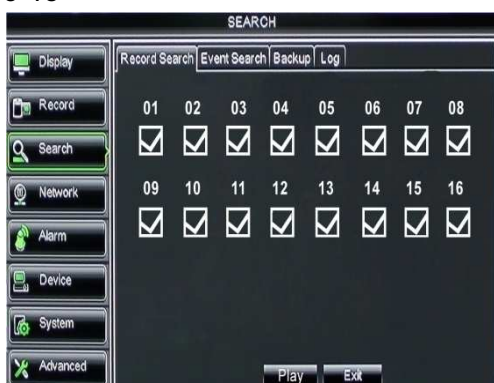 SEARCH
Display
Record
Search
Network
Alarm
Device
System
Advanced
Record Search Event Search Backup Log
01 02 03 04 05 06 07 08
09 10 11 12 13 14 15 16
Play Exit